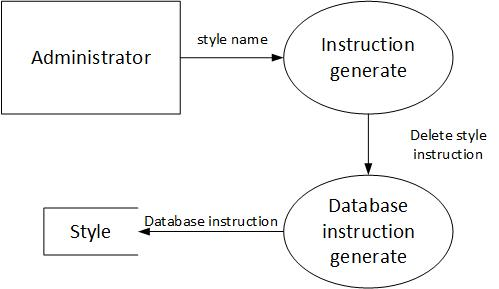 Administrator
style name
Instruction
generate
Delete style
instruction
Database
instruction
generate
Database instruction
Style